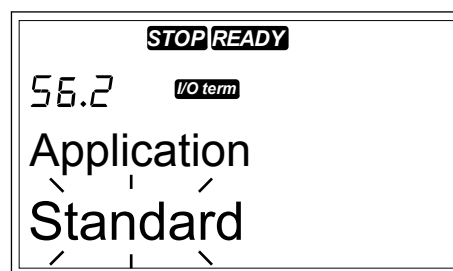 STOP READY
S6.2 I/O term
Application
Standard